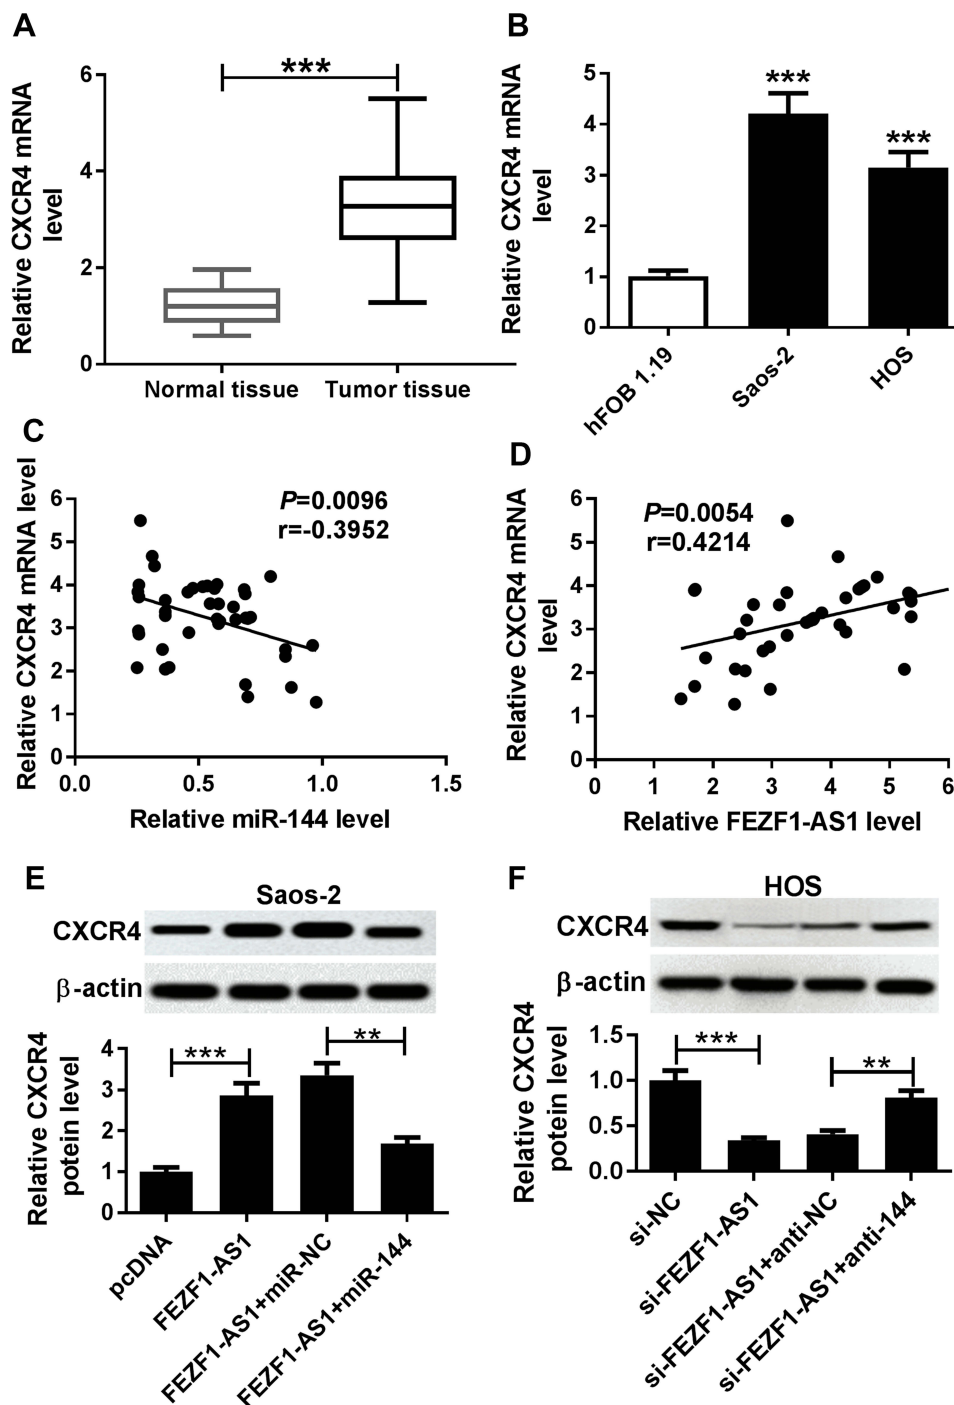 A
Relative CXCR4 mRNA
level
6
4
2
0
***
Normal tissue
Tumor tissue
B
Relative CXCR4 mRNA
level
5
4
3
2
1
0
***
***
hFOB 1.19
Saos-2
HOS
C
Relative CXCR4 mRNA level
6
5
4
3
2
1
0
P=0.0096
r=-0.3952
0.0
0.5
1.0
1.5
Relative miR-144 level
D
Relative CXCR4 mRNA
level
6
5
4
3
2
1
0
P=0.0054
r=0.4214
0
1
2
3
4
5
6
Relative FEZF1-AS1 level
E
Saos-2
CXCR4
β-actin
Relative CXCR4
potein level
4
3
2
1
0
***
**
pcDNA
FEZF1-AS1
FEZF1-AS1+miR-NC
FEZF1-AS1+miR-144
F
HOS
CXCR4
β-actin
Relative CXCR4
potein level
1.5
1.0
0.5
0.0
***
**
si-NC
si-FEZF1-AS1
si-FEZF1-AS1+anti-NC
si-FEZF1-AS1+anti-144